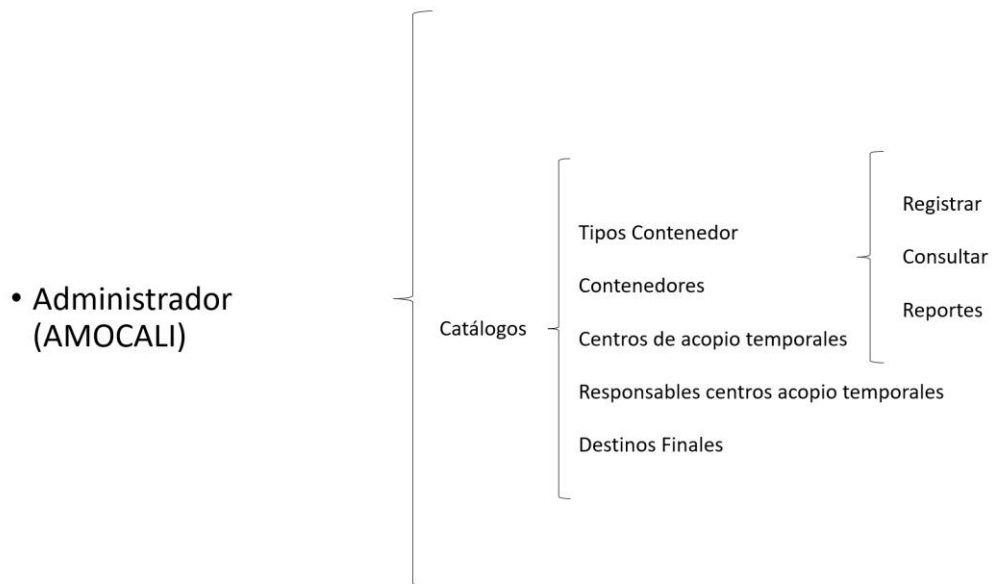 • Administrador
(AMOCALI)
Catálogos
Tipos Contenedor
Contenedores
Centros de acopio temporales
Responsables centros acopio temporales
Destinos Finales
Registrar
Consultar
Reportes